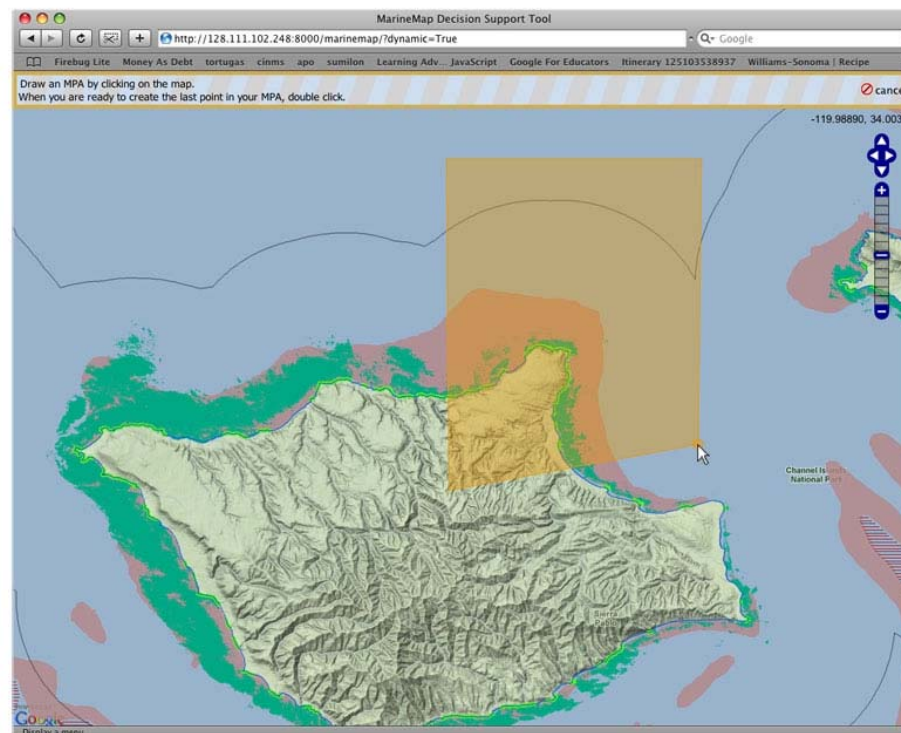 MarineMap Decision Support Tool
http://128.111.102.248:8000/marinemap/?dynamic=True
Google
Firebug Lite Money As Debt tortugas cinms apo sumilon Learning Adv... JavaScript Google For Educators Itinerary 125103538937 Williams-Sonoma | Recipe
Draw an MPA by clicking on the map.
When you are ready to create the last point in your MPA, double click.
cance
-119.98890, 34.003
Channel Islands
National Park
Sierra
Google
Display a menu